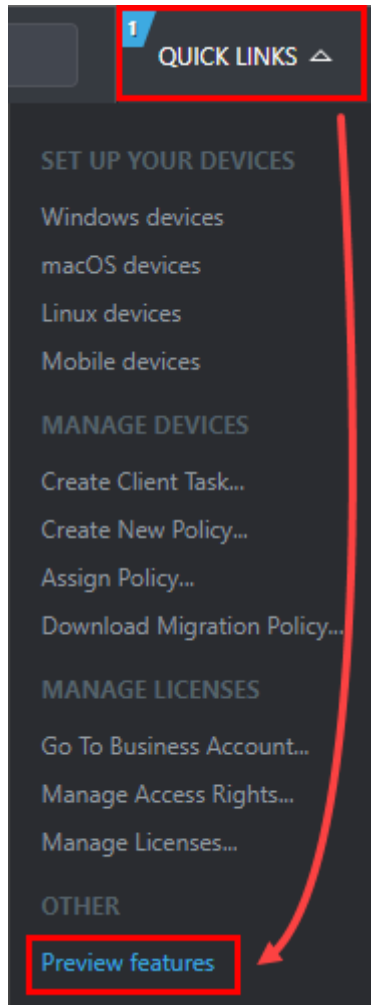 1
QUICK LINKS
SET UP YOUR DEVICES
Windows devices
macOS devices
Linux devices
Mobile devices
MANAGE DEVICES
Create Client Task...
Create New Policy...
Assign Policy...
Download Migration Policy...
MANAGE LICENSES
Go To Business Account...
Manage Access Rights...
Manage Licenses...
OTHER
Preview features